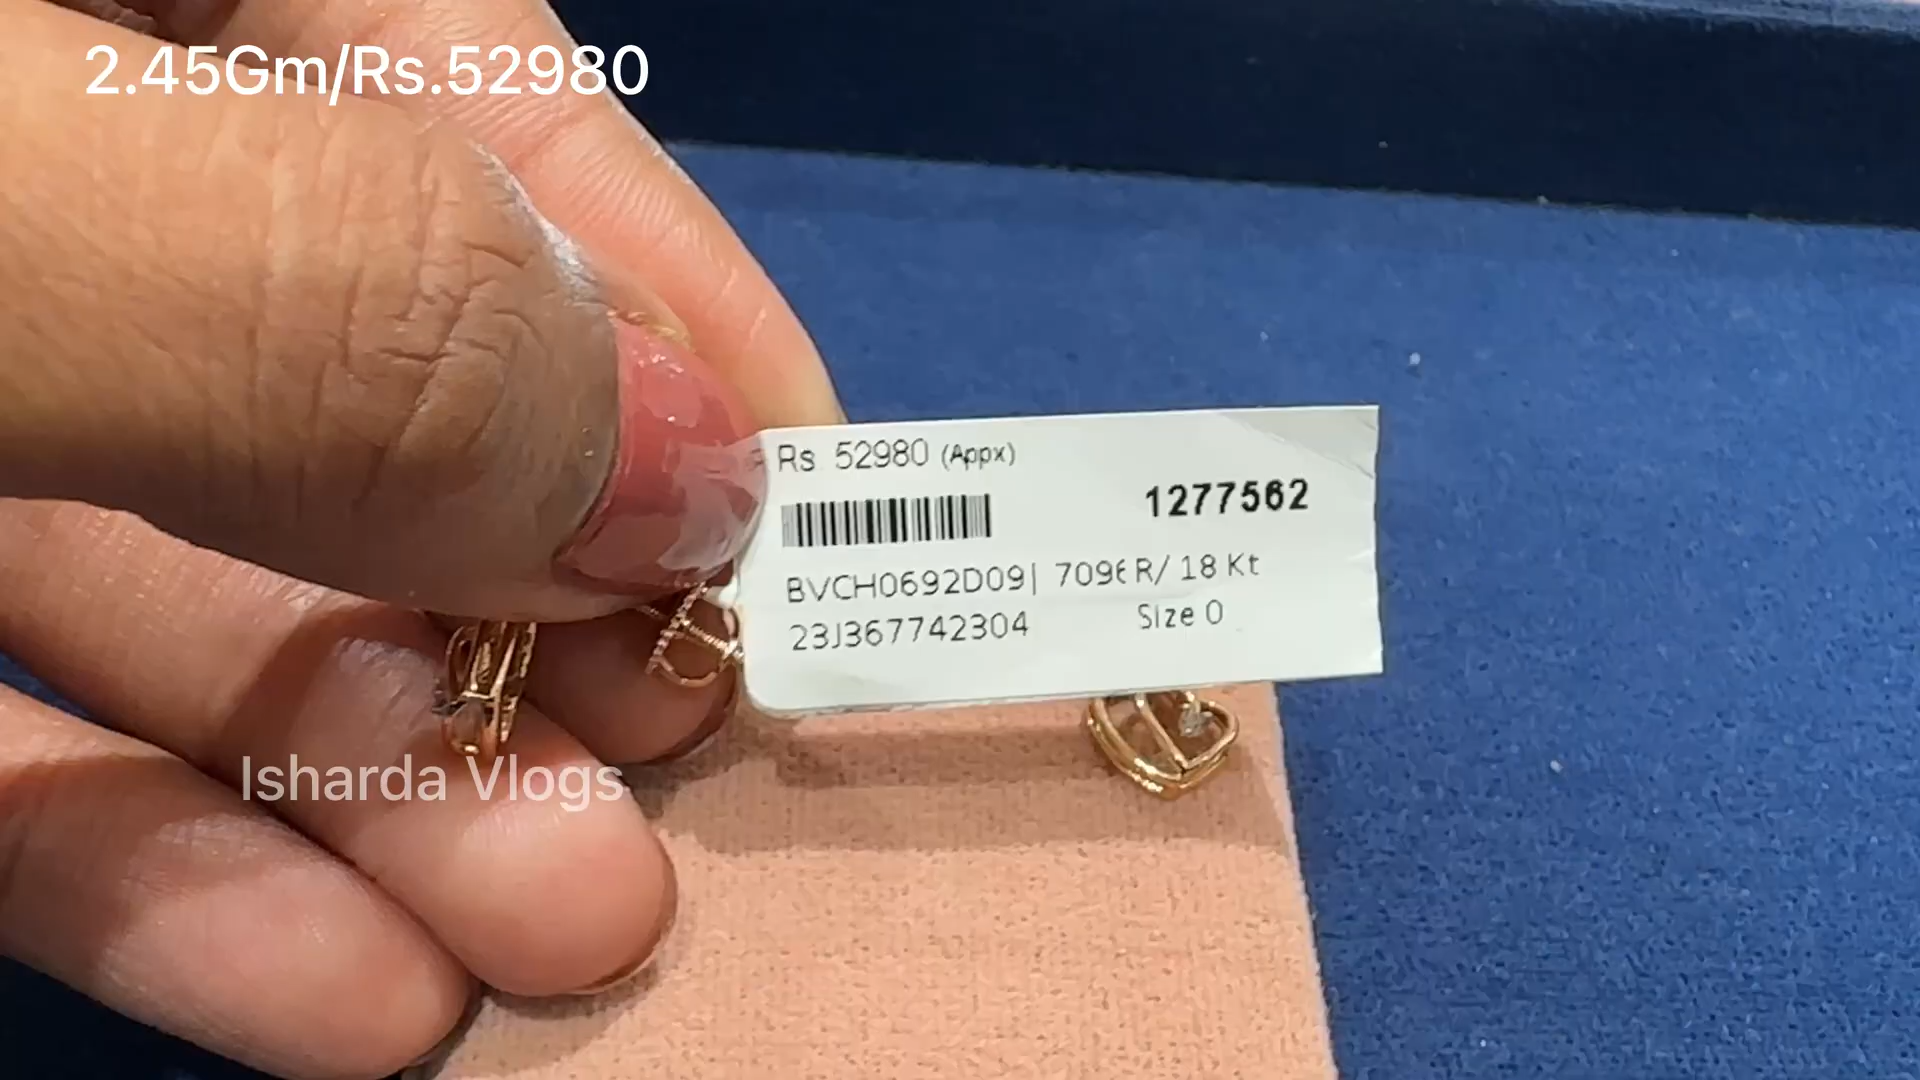 2.45Gm/Rs.52980
Rs. 52980 (Appx)
1277562
BVCH0692D09| R/ 18 Kt
23J367742304 Size 0
Isharda Vlogs